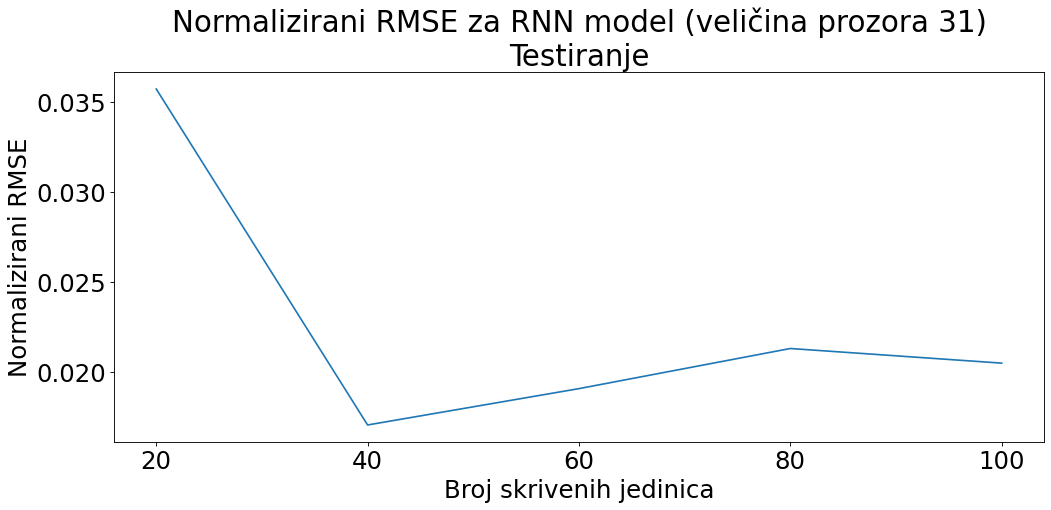 Normalizirani RMSE za RNN model (veličina prozora 31)
Testiranje
Normalizirani RMSE
0.035
0.030
0.025
0.020
20 40 60 80 100
Broj skrivenih jedinica